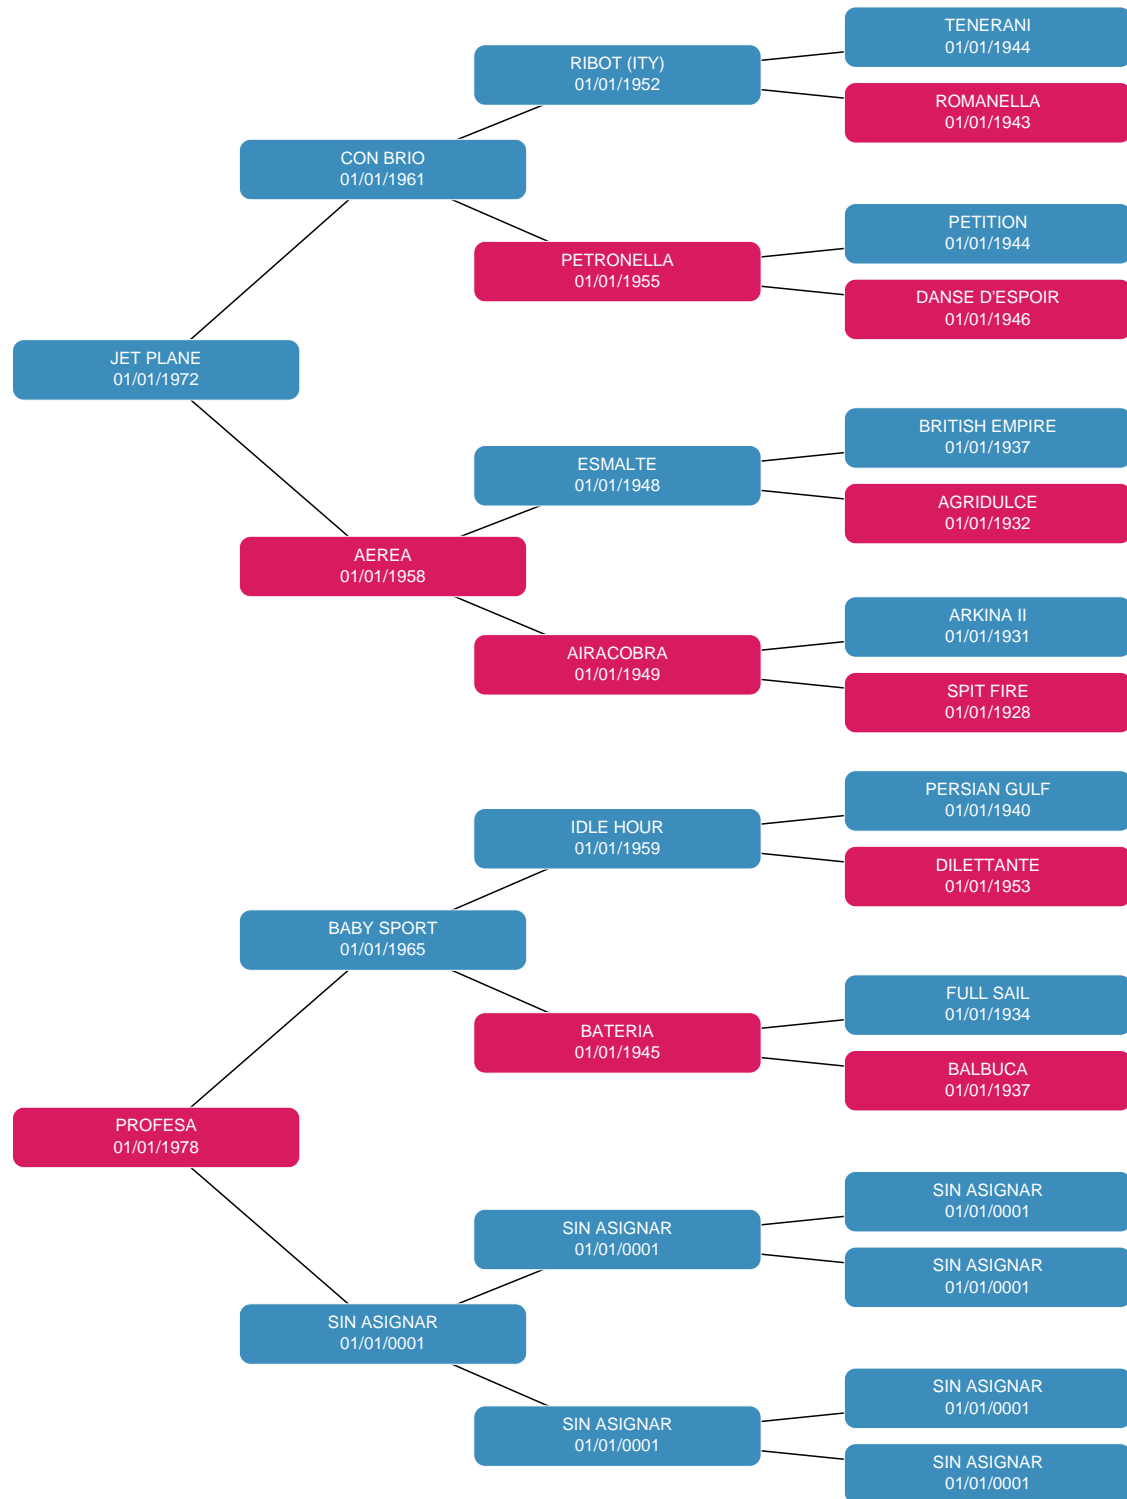 TENERANI
01/01/1944
RIBOT (ITY)
01/01/1952
ROMANELLA
01/01/1943
CON BRIO
01/01/1961
PETITION
01/01/1944
PETRONELLA
01/01/1955
DANSE D'ESPOIR
01/01/1946
JET PLANE
01/01/1972
BRITISH EMPIRE
01/01/1937
ESMALTE
01/01/1948
AGRIDULCE
01/01/1932
AEREA
01/01/1958
ARKINA II
01/01/1931
AIRACOBRA
01/01/1949
SPIT FIRE
01/01/1928
PERSIAN GULF
01/01/1940
IDLE HOUR
01/01/1959
DILETTANTE
01/01/1953
BABY SPORT
01/01/1965
FULL SAIL
01/01/1934
BATERIA
01/01/1945
BALBUCA
01/01/1937
PROFESA
01/01/1978
SIN ASIGNAR
01/01/0001
SIN ASIGNAR
01/01/0001
SIN ASIGNAR
01/01/0001
SIN ASIGNAR
01/01/0001
SIN ASIGNAR
01/01/0001
SIN ASIGNAR
01/01/0001
SIN ASIGNAR
01/01/0001